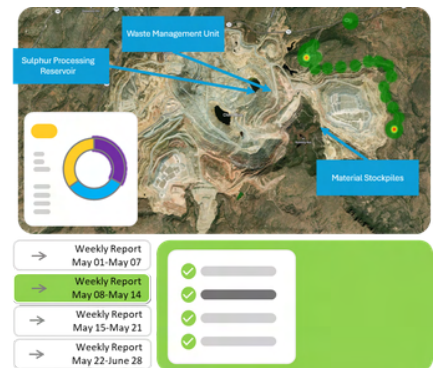 Waste Management Unit
Sulphur Processing
Reservoir
Material Stockpiles
Weekly Report
May 01-May 07
Weekly Report
May 08-May 14
Weekly Report
May 15-May 21
Weekly Report
May 22-June 28